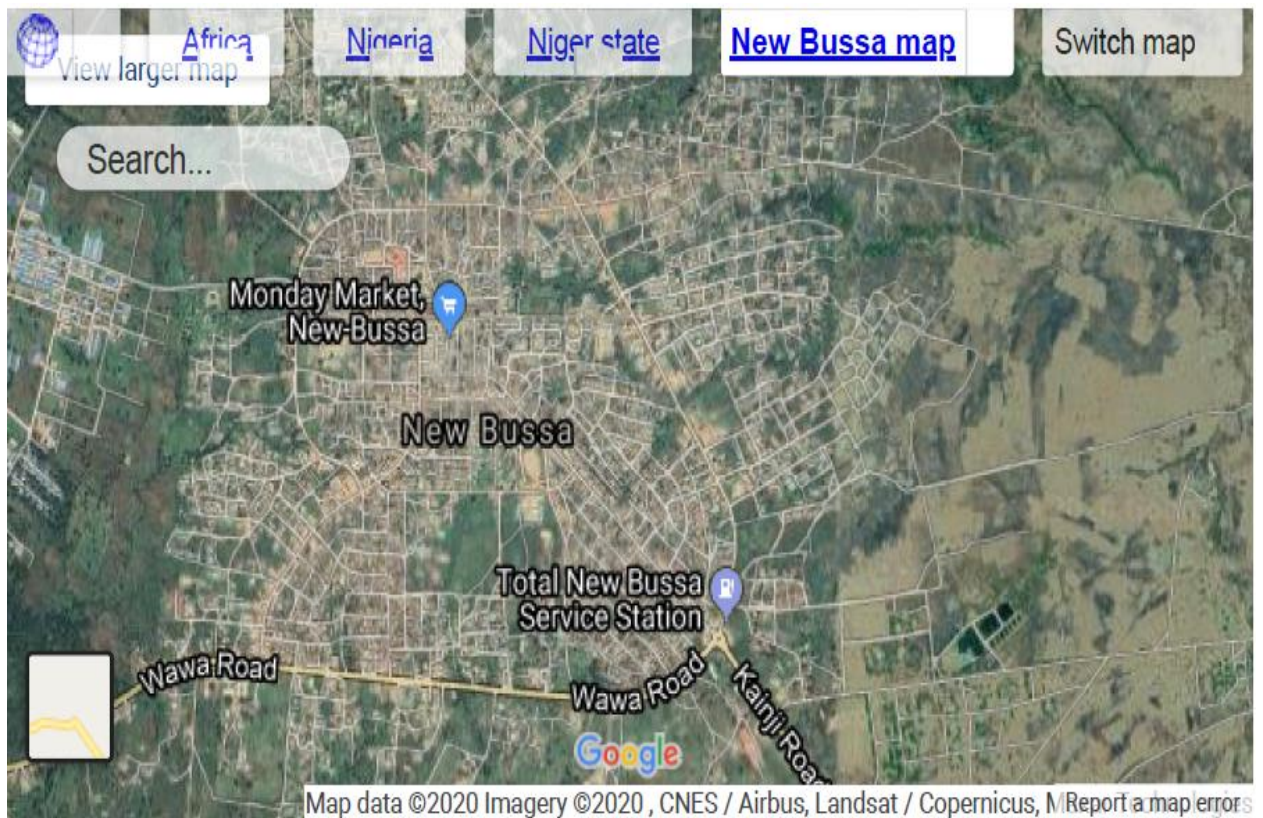 Africa
Nigeria
Niger state
New Bussa map
Switch map
View larger map
Search...
Monday Market,
New-Bussa
New Bussa
Total New Bussa
Service Station
Wawa Road
Wawa Road
Kainji Road
Google
Map data ©2020 Imagery ©2020 , CNES / Airbus, Landsat / Copernicus, M Report a map error